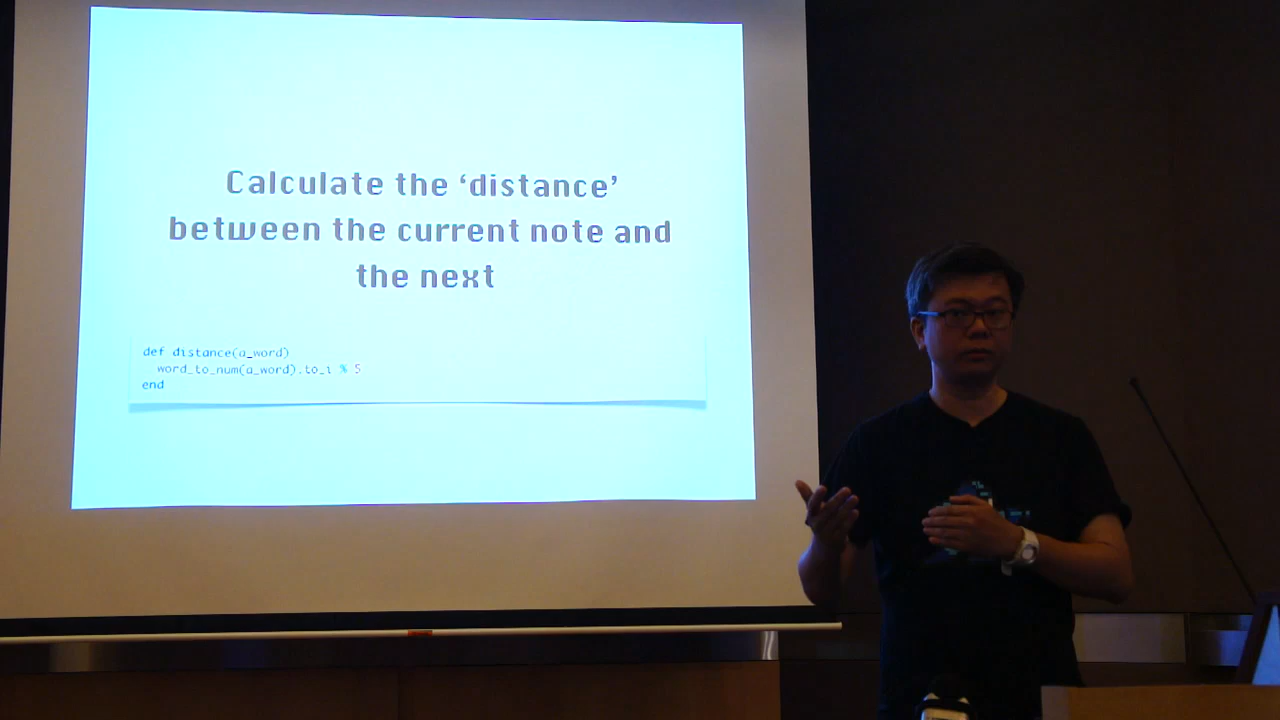 Calculate the ‘distance’
between the current note and
the next
def distance(a_word)
word_to_num(a_word).to_i % 5
end